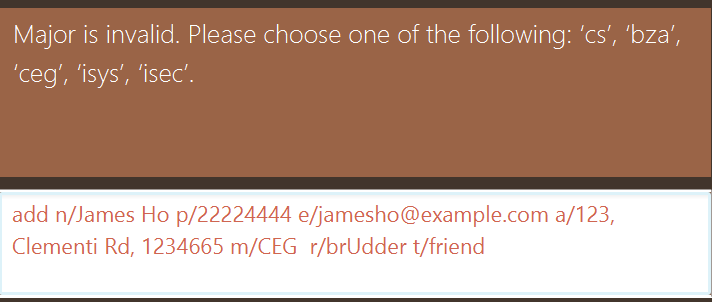 Major is invalid. Please choose one of the following: ‘cs’, ‘bza’,
‘ceg’, ‘isys’, ‘isec’.
add n/James Ho p/22224444 e/jamesho@example.com a/123,
Clementi Rd, 1234665 m/CEG  r/brUdder t/friend